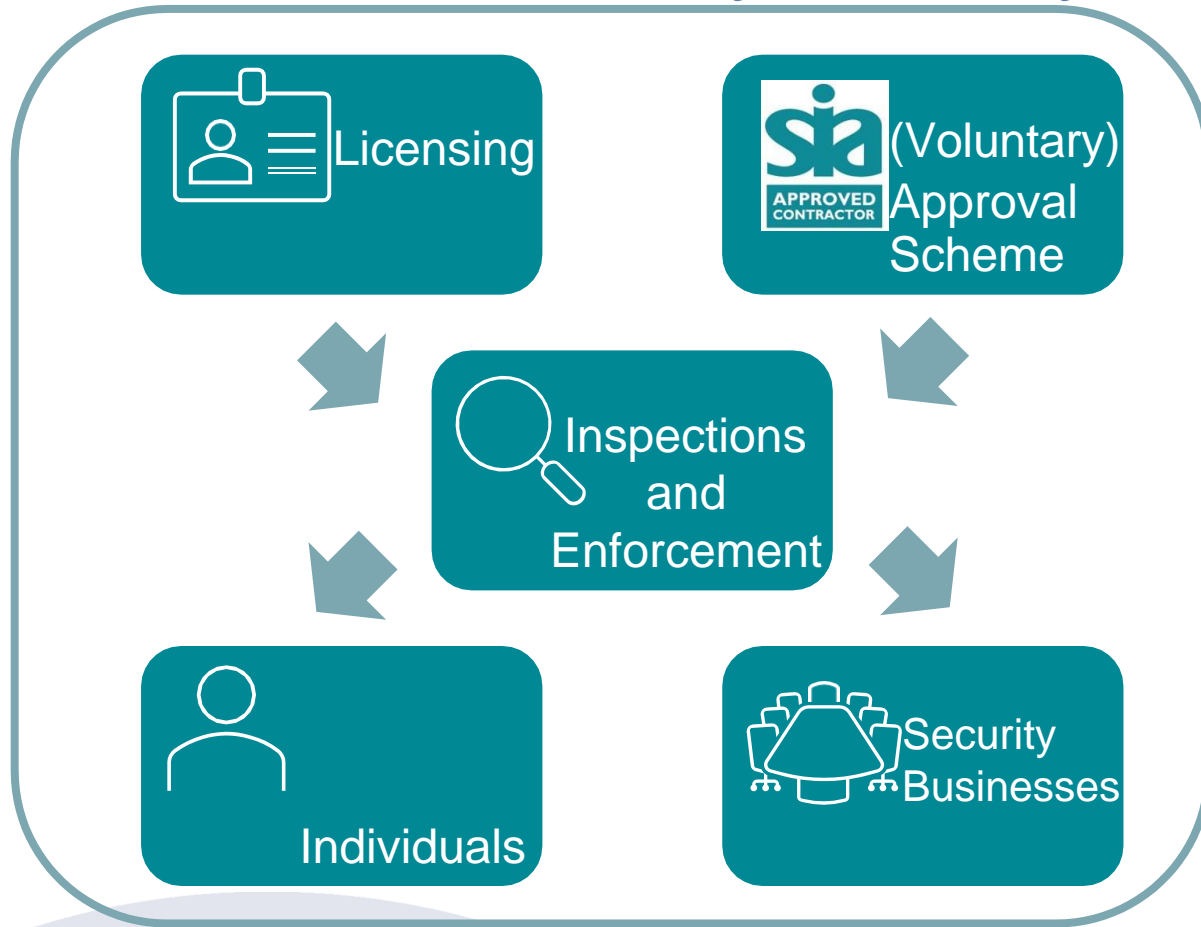 Licensing
sia
APPROVED
CONTRACTOR
(Voluntary)
Approval
Scheme
Inspections
and
Enforcement
Individuals
Security
Businesses